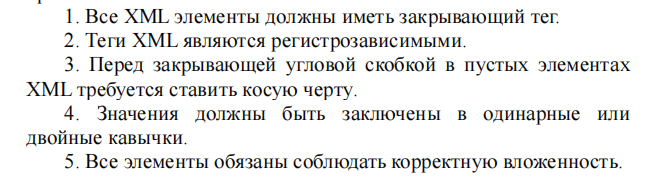 1. Все XML элементы должны иметь закрывающий тег.
2. Теги XML являются регистрозависимыми.
3. Перед закрывающей угловой скобкой в пустых элементах
XML требуется ставить косую черту.
4. Значения должны быть заключены в одинарные или
двойные кавычки.
5. Все элементы обязаны соблюдать корректную вложенность.